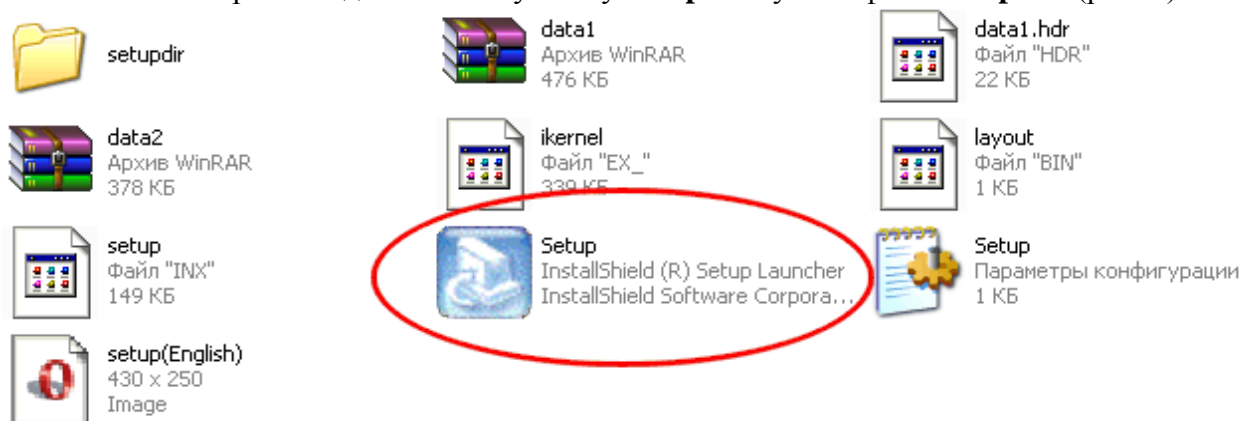 setupdir
data1
Архив WinRAR
476 КБ
data1.hdr
Файл "HDR"
22 КБ
data2
Архив WinRAR
378 КБ
ikernel
Файл "EX_"
339 КБ
layout
Файл "BIN"
1 КБ
setup
Файл "INX"
149 КБ
Setup
InstallShield (R) Setup Launcher
InstallShield Software Corpora...
Setup
Параметры конфигурации
1 КБ
setup(English)
430 x 250
Image